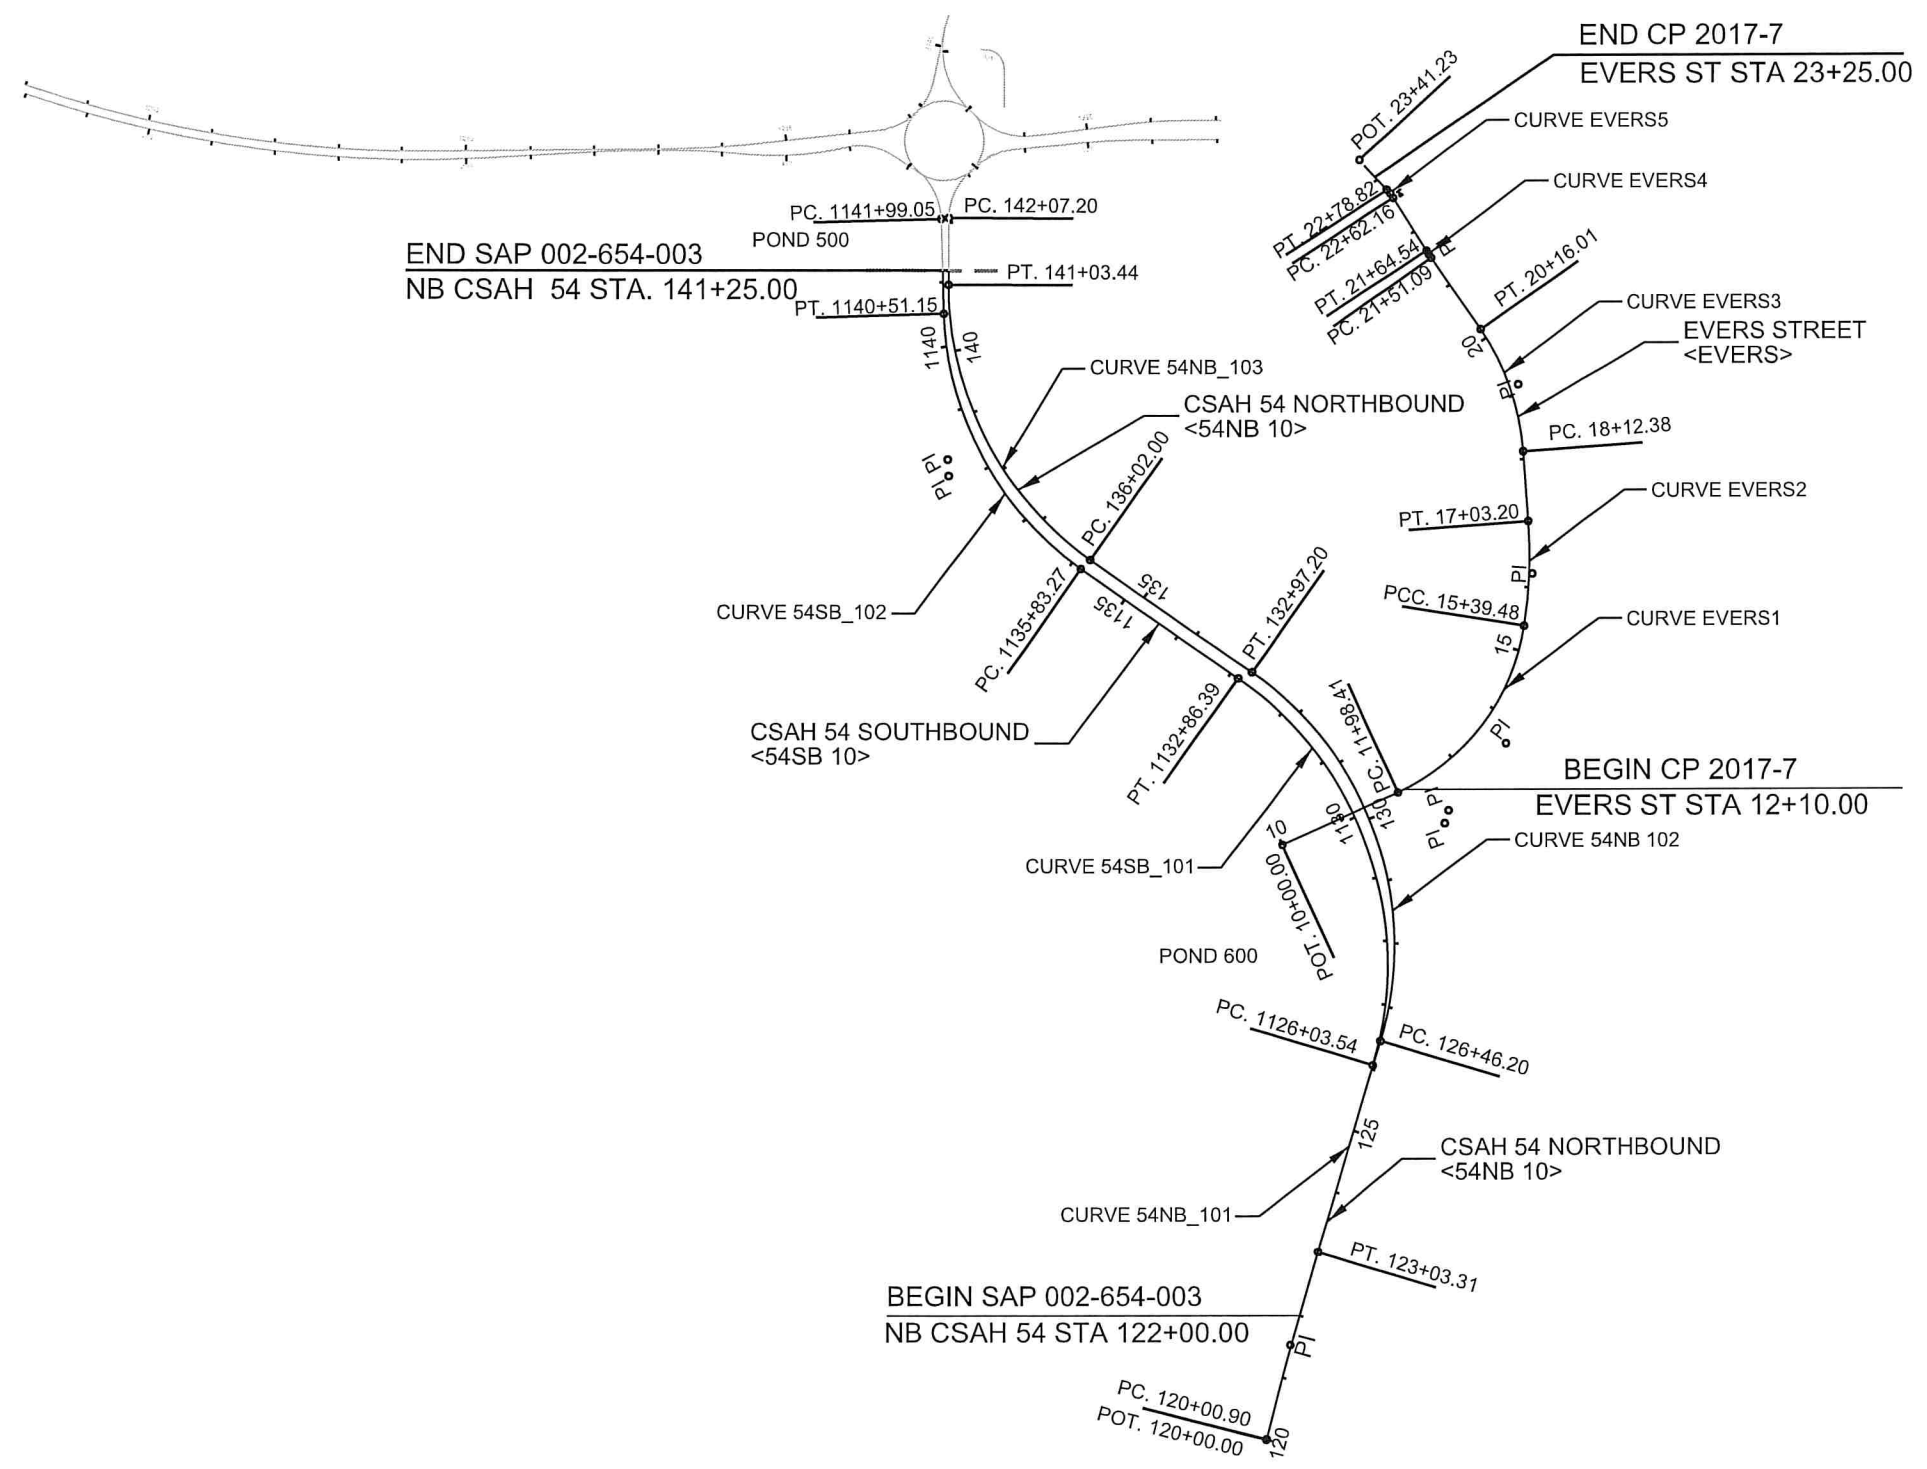 END CP 2017-7
EVERS ST STA 23+25.00
POT. 23+41.23
CURVE EVERS5
CURVE EVERS4
PT. 22+78.82
PC. 22+62.16
PT. 21+64.54
PC. 21+51.09
PI
PT. 20+16.01
20
CURVE EVERS3
EVERS STREET
<EVERS>
PI
PC. 18+12.38
CURVE EVERS2
PT. 17+03.20
PI
PCC. 15+39.48
15
CURVE EVERS1
PI
PC. 11+98.41
BEGIN CP 2017-7
EVERS ST STA 12+10.00
PC. 1141+99.05
PC. 142+07.20
POND 500
END SAP 002-654-003
NB CSAH 54 STA. 141+25.00
PT. 141+03.44
PT. 1140+51.15
1140
140
CURVE 54NB_103
CSAH 54 NORTHBOUND
<54NB 10>
PI
PI
PC. 136+02.00
PC. 1135+83.27
135
1135
CURVE 54SB_102
PT. 132+97.20
PT. 1132+86.39
CSAH 54 SOUTHBOUND
<54SB 10>
1130
130
PI
PI
10
POT. 10+00.00
CURVE 54NB 102
CURVE 54SB_101
POND 600
PC. 1126+03.54
PC. 126+46.20
125
CSAH 54 NORTHBOUND
<54NB 10>
CURVE 54NB_101
PT. 123+03.31
BEGIN SAP 002-654-003
NB CSAH 54 STA 122+00.00
PI
PC. 120+00.90
POT. 120+00.00
120